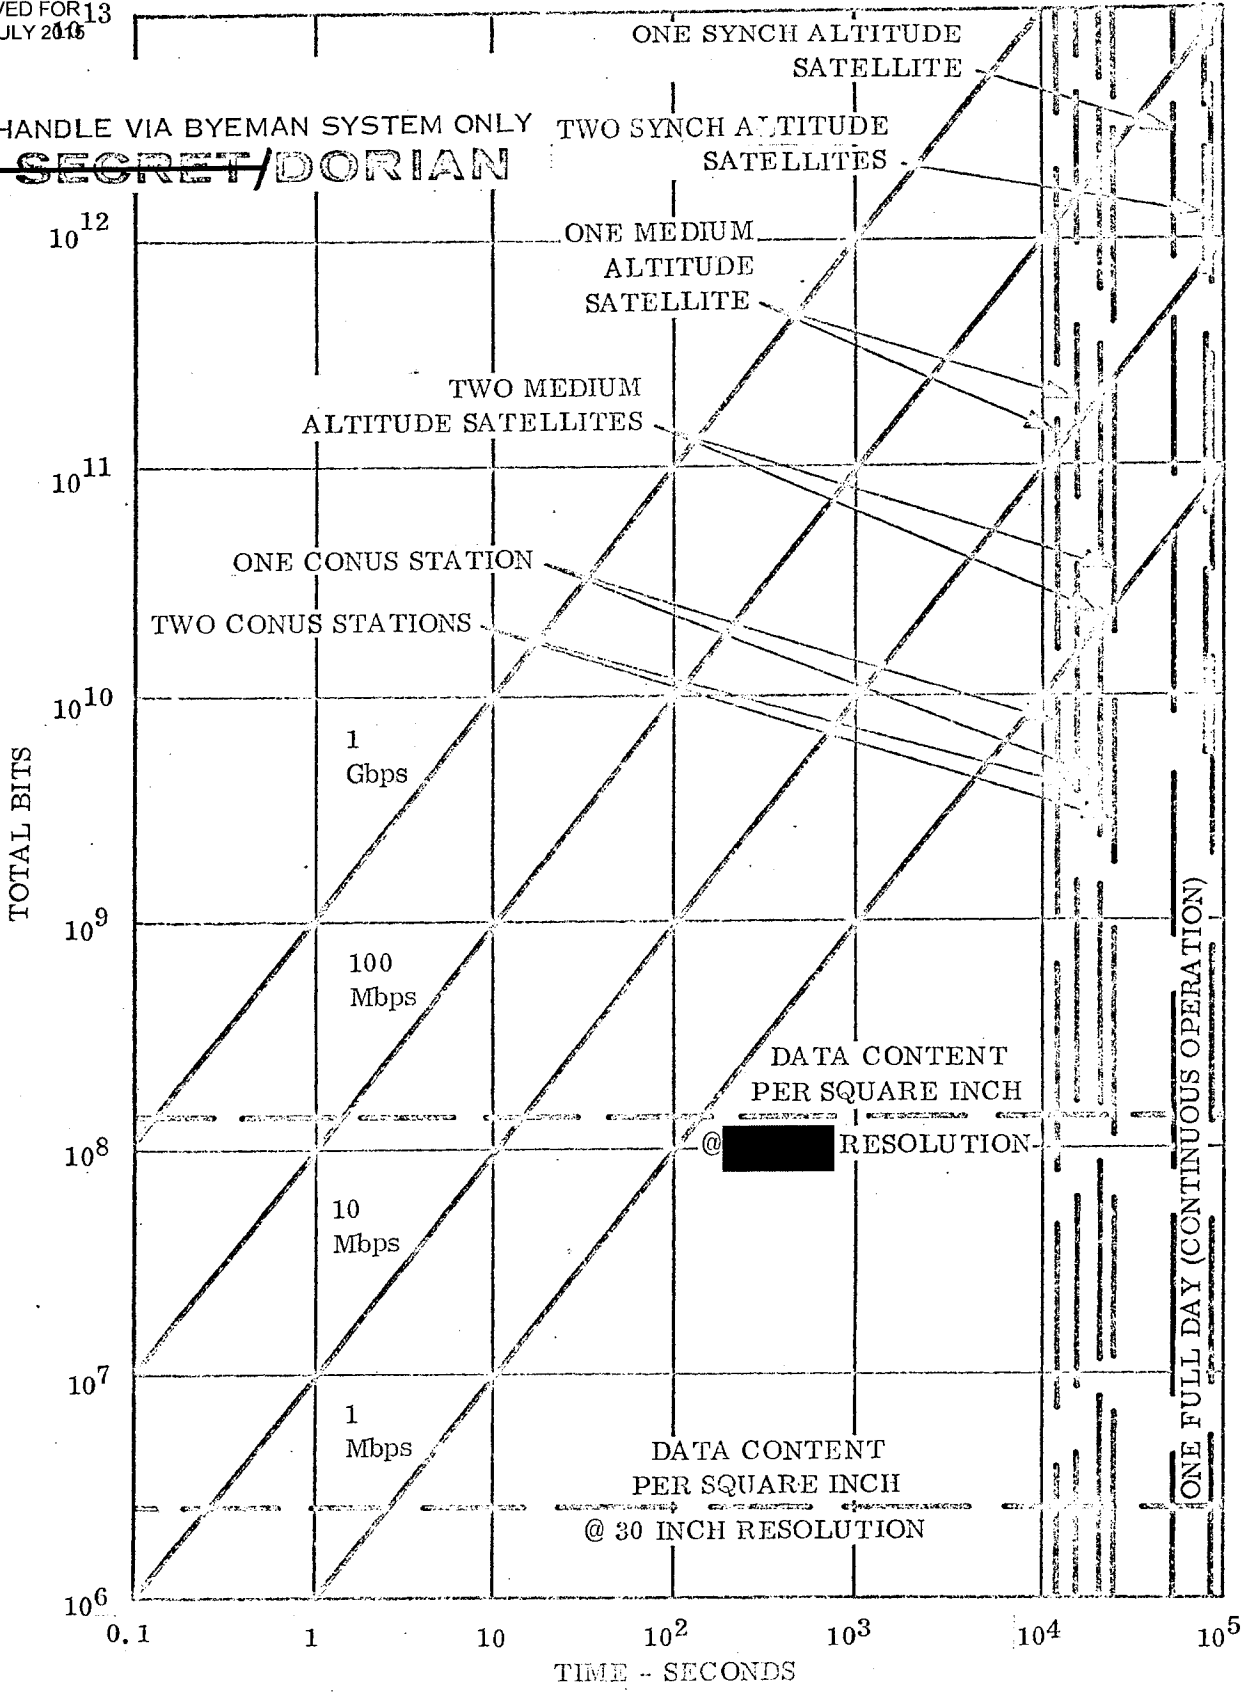 VED FOR
ULY 2015
10 13
HANDLE VIA BYEMAN SYSTEM ONLY
SECRET/DORIAN
ONE SYNCH ALTITUDE
SATELLITE
TWO SYNCH ALTITUDE
SATELLITES
10 12
ONE MEDIUM
ALTITUDE
SATELLITE
TWO MEDIUM
ALTITUDE SATELLITES
10 11
ONE CONUS STATION
TWO CONUS STATIONS
10 10
1
Gbps
TOTAL BITS
10 9
100
Mbps
DATA CONTENT
PER SQUARE INCH
@ RESOLUTION
10 8
10
Mbps
ONE FULL DAY (CONTINUOUS OPERATION)
10 7
1
Mbps
DATA CONTENT
PER SQUARE INCH
@ 30 INCH RESOLUTION
10 6
0.1 1 10 10 2 10 3 10 4 10 5
TIME - SECONDS